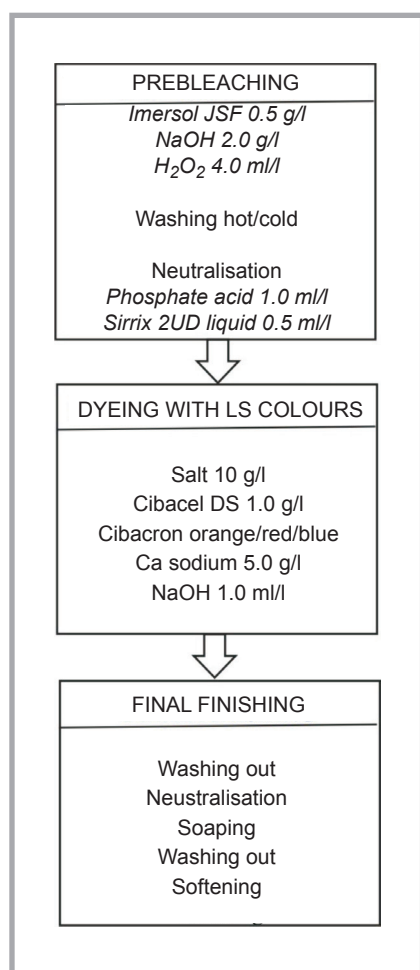 PREBLEACHING
Imersol JSF 0.5 g/l
NaOH 2.0 g/l
H₂O₂ 4.0 ml/l
Washing hot/cold
Neutralisation
Phosphate acid 1.0 ml/l
Sirrix 2UD liquid 0.5 ml/l
DYEING WITH LS COLOURS
Salt 10 g/l
Cibacel DS 1.0 g/l
Cibacron orange/red/blue
Ca sodium 5.0 g/l
NaOH 1.0 ml/l
FINAL FINISHING
Washing out
Neustralisation
Soaping
Washing out
Softening